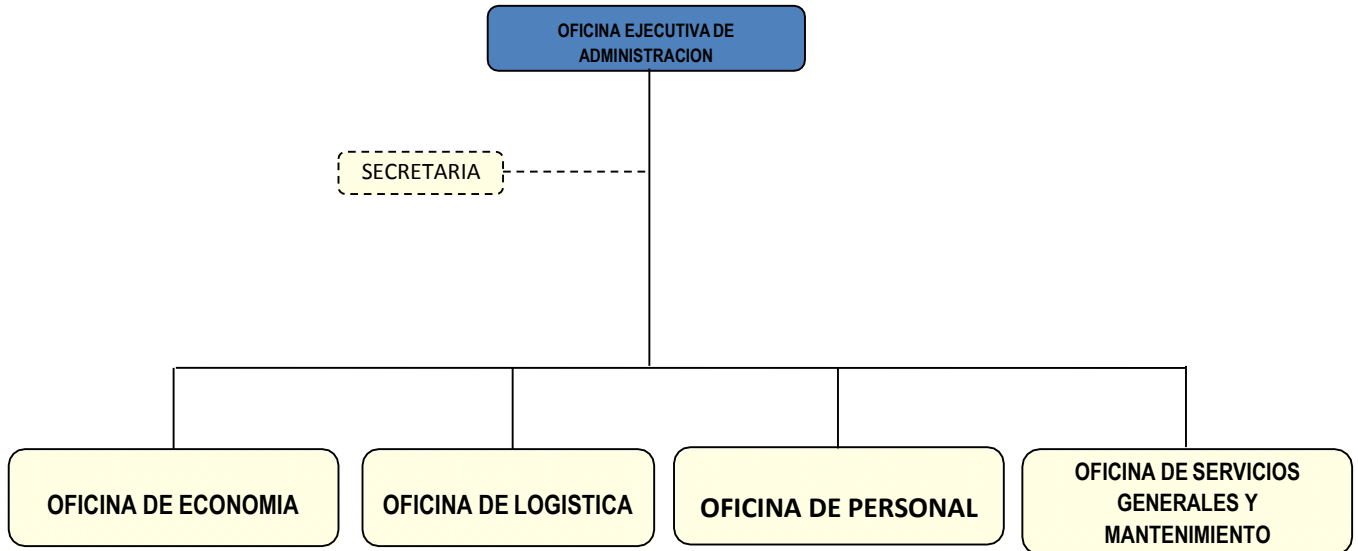 OFICINA EJECUTIVA DE
ADMINISTRACION
SECRETARIA
OFICINA DE ECONOMIA
OFICINA DE LOGISTICA
OFICINA DE PERSONAL
OFICINA DE SERVICIOS
GENERALES Y
MANTENIMIENTO